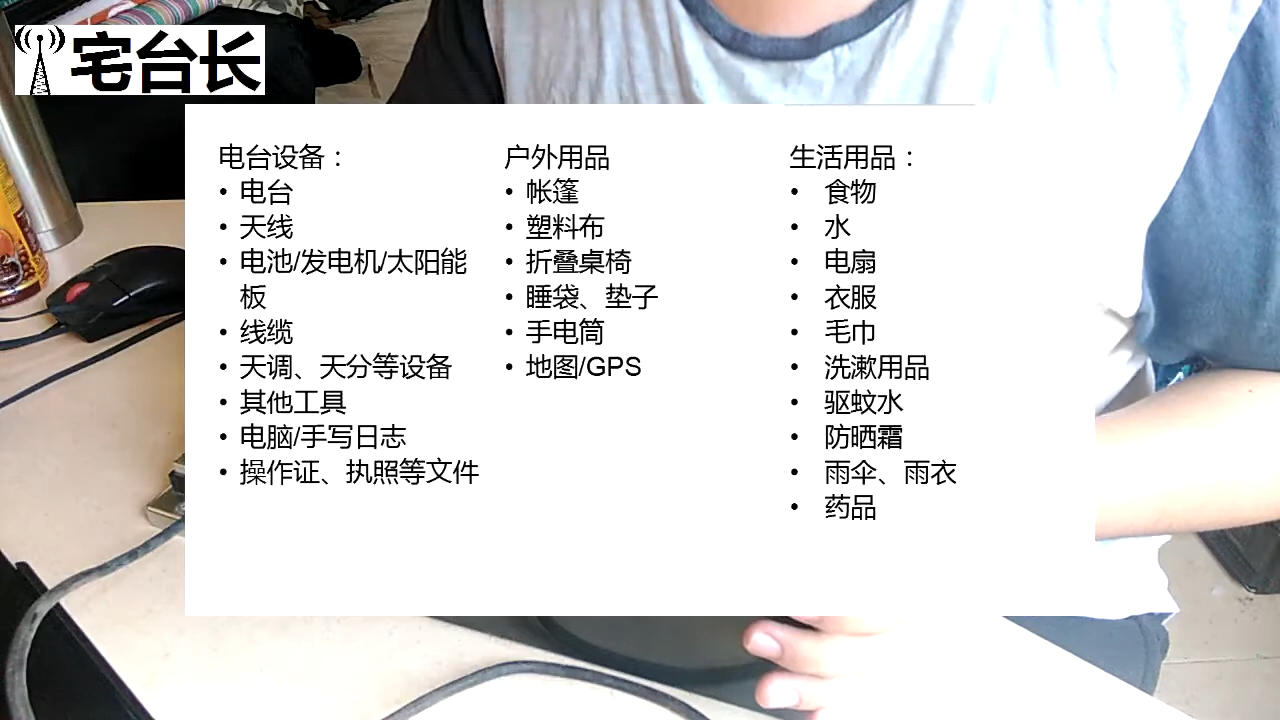 宅台长
电台设备：
• 电台
• 天线
• 电池/发电机/太阳能
板
• 线缆
• 天调、天分等设备
• 其他工具
• 电脑/手写日志
• 操作证、执照等文件
户外用品
• 帐篷
• 塑料布
• 折叠桌椅
• 睡袋、垫子
• 手电筒
• 地图/GPS
生活用品：
• 食物
• 水
• 电扇
• 衣服
• 毛巾
• 洗漱用品
• 驱蚊水
• 防晒霜
• 雨伞、雨衣
• 药品